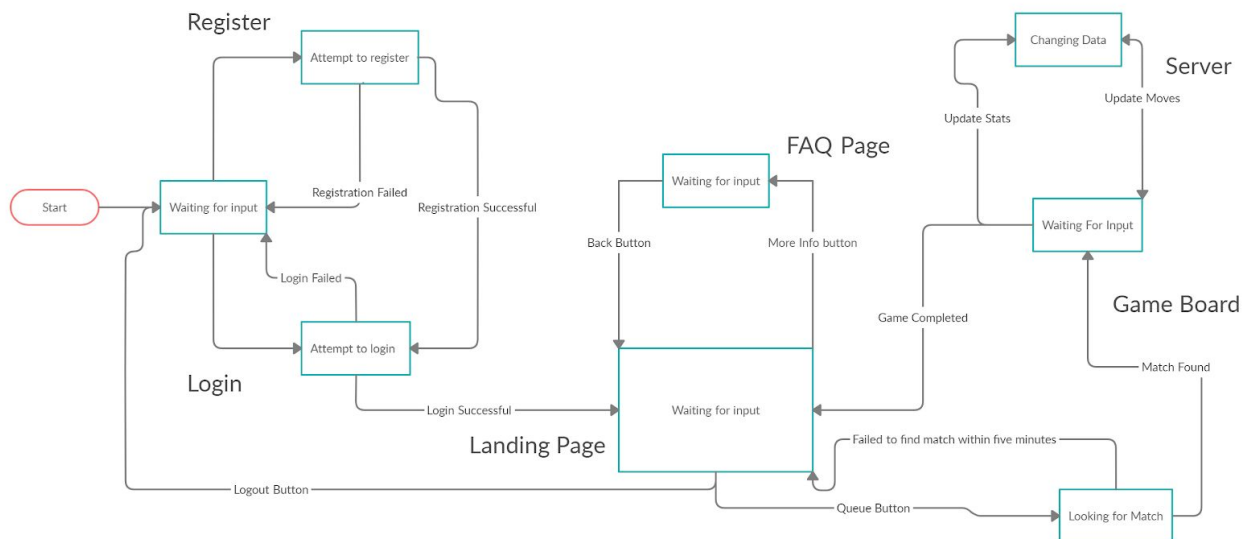 Register
Attempt to register
Changing Data
Server
Update Moves
Update Stats
FAQ Page
Waiting for input
Registration Failed
Registration Successful
Start
Waiting for input
Waiting For Input
Back Button
More Info button
Login Failed
Game Board
Game Completed
Attempt to login
Match Found
Login
Login Successful
Waiting for input
Landing Page
Failed to find match within five minutes
Logout Button
Queue Button
Looking for Match